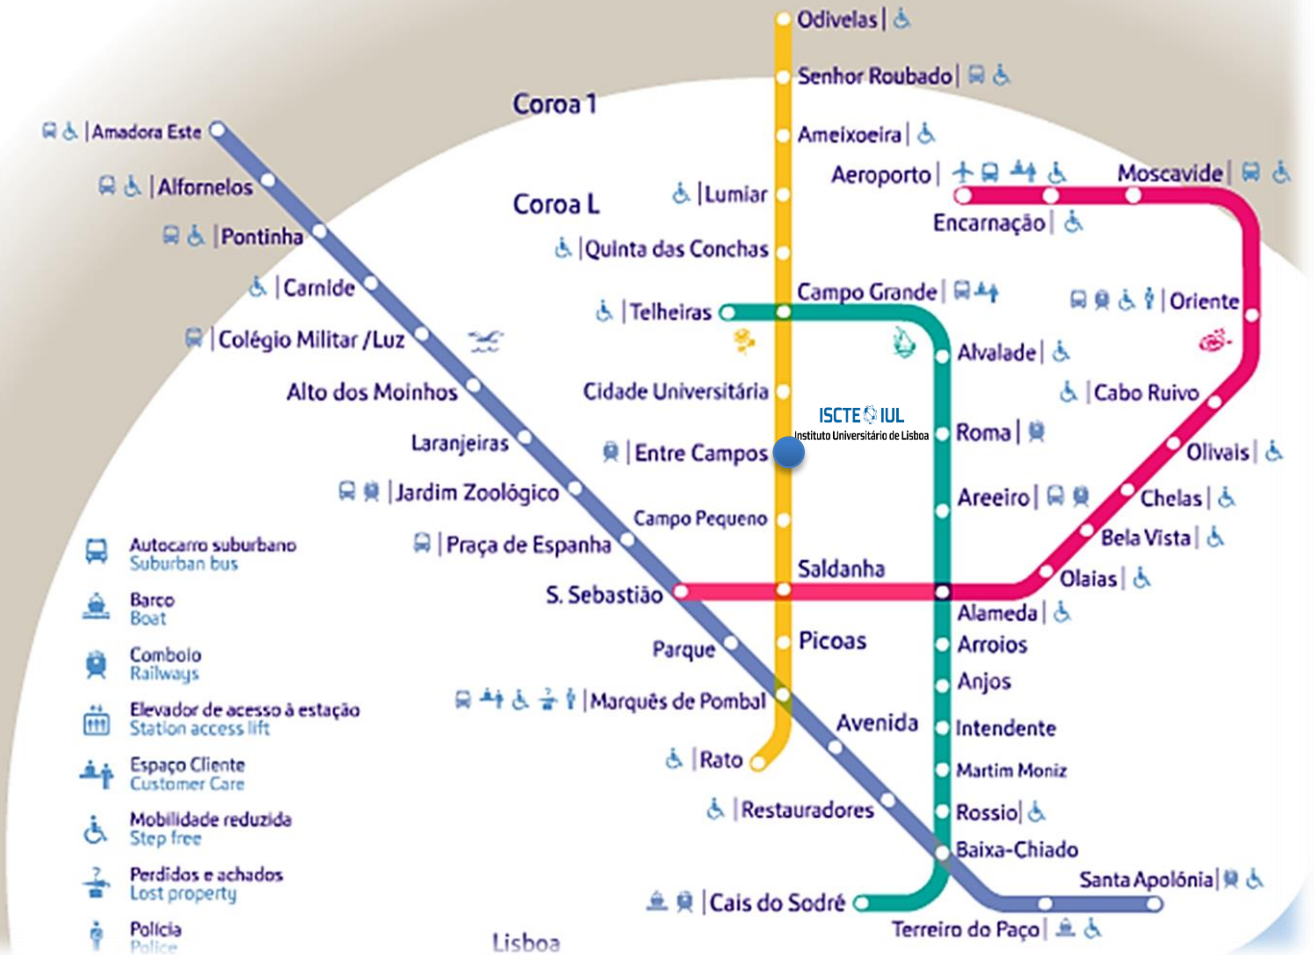 Odivelas
Senhor Roubado
Coroa 1
Amadora Este
Ameixoeira
Aeroporto
Moscavide
Alfornelos
Lumiar
Coroa L
Encarnação
Pontinha
Quinta das Conchas
Carnide
Campo Grande
Oriente
Telheiras
Colégio Militar /Luz
Alvalade
Alto dos Moinhos
Cidade Universitária
Cabo Ruivo
ISCTE IUL
Instituto Universitário de Lisboa
Roma
Laranjeiras
Entre Campos
Olivais
Jardim Zoológico
Areeiro
Chelas
Campo Pequeno
Bela Vista
Praça de Espanha
Saldanha
Olaias
S. Sebastião
Alameda
Parque
Picoas
Arroios
Anjos
Marquês de Pombal
Avenida
Intendente
Rato
Martim Moniz
Restauradores
Rossio
Baixa-Chiado
Santa Apolónia
Cais do Sodré
Terreiro do Paço
Autocarro suburbano
Suburban bus
Barco
Boat
Comboio
Railways
Elevador de acesso à estação
Station access lift
Espaço Cliente
Customer Care
Mobilidade reduzida
Step free
Perdidos e achados
Lost property
Polícia
Police
Lisboa